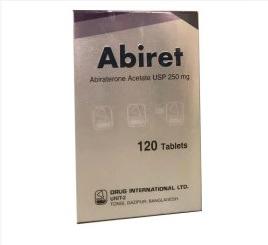 Abiret
Abiraterone Acetate USP 250 mg
120 Tablets
DRUG INTERNATIONAL LTD.
UNIT-2
TONGI, GAZIPUR, BANGLADESH